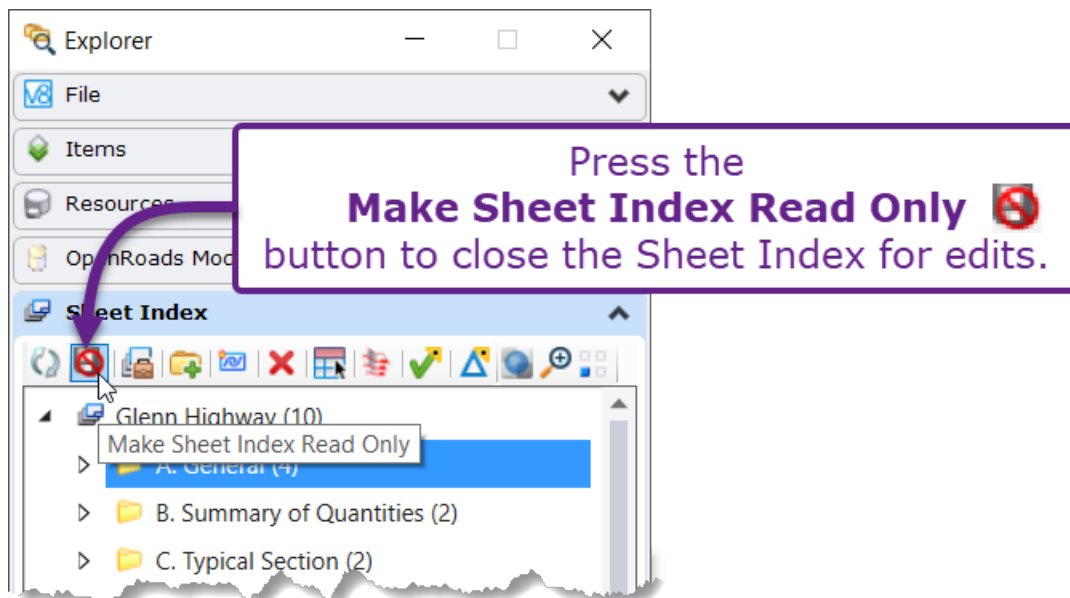 Explorer
V8 File
Items
Press the
Resources
Make Sheet Index Read Only
OpenRoads Mod
button to close the Sheet Index for edits.
Sheet Index
Glenn Highway (10)
Make Sheet Index Read Only
A. General (4)
B. Summary of Quantities (2)
C. Typical Section (2)